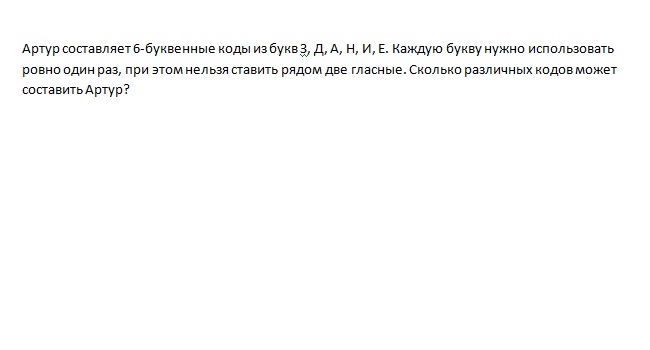 Артур составляет 6-буквенные коды из букв З, Д, А, Н, И, Е. Каждую букву нужно использовать
ровно один раз, при этом нельзя ставить рядом две гласные. Сколько различных кодов может
составить Артур?